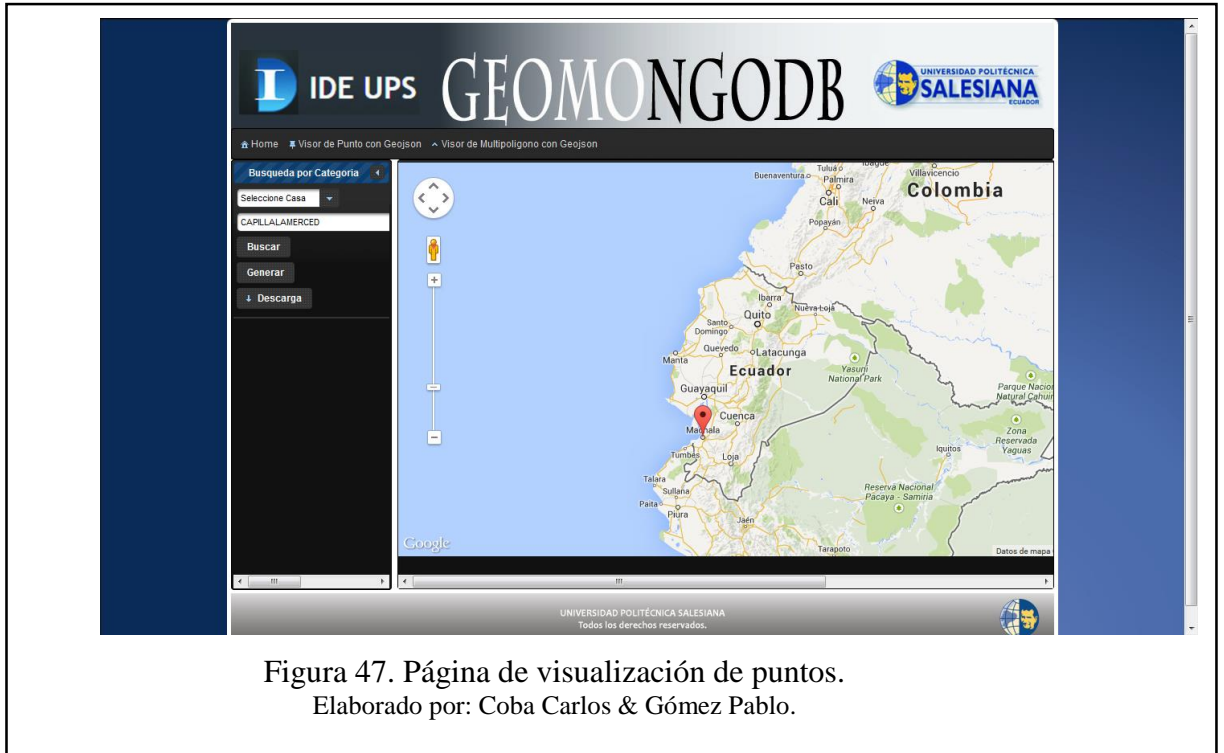 IDE UPS GEOMONGODB UNIVERSIDAD POLITÉCNICA
SALESIANA
ECUADOR
Home Visor de Punto con Geojson Visor de Multipoligono con Geojson
Busqueda por Categoria
Seleccione Casa
CAPILLALAMERCED
Buscar
Generar
Descarga
Buenaventura
Tulua
Ibague
Palmira
Villavicencio
Colombia
Cali
Neiva
Popayán
Pasto
Ibarra
Nueva Loja
Quito
Santo
Domingo
Quevedo
Latacunga
Manta
Ecuador
Yasuni
National Park
Guayaquil
Parque Nacion
Natural Cahuin
Cuenca
Machala
Zona
Reservada
Yaguas
Iquitos
Tumbes
Loja
Talara
Sullana
Reserva Nacional
Pacaya - Samiria
Paita
Piura
Jaén
Tarapoto
Google
Datos de mapa
UNIVERSIDAD POLITÉCNICA SALESIANA
Todos los derechos reservados.
Figura 47. Página de visualización de puntos.
Elaborado por: Coba Carlos & Gómez Pablo.